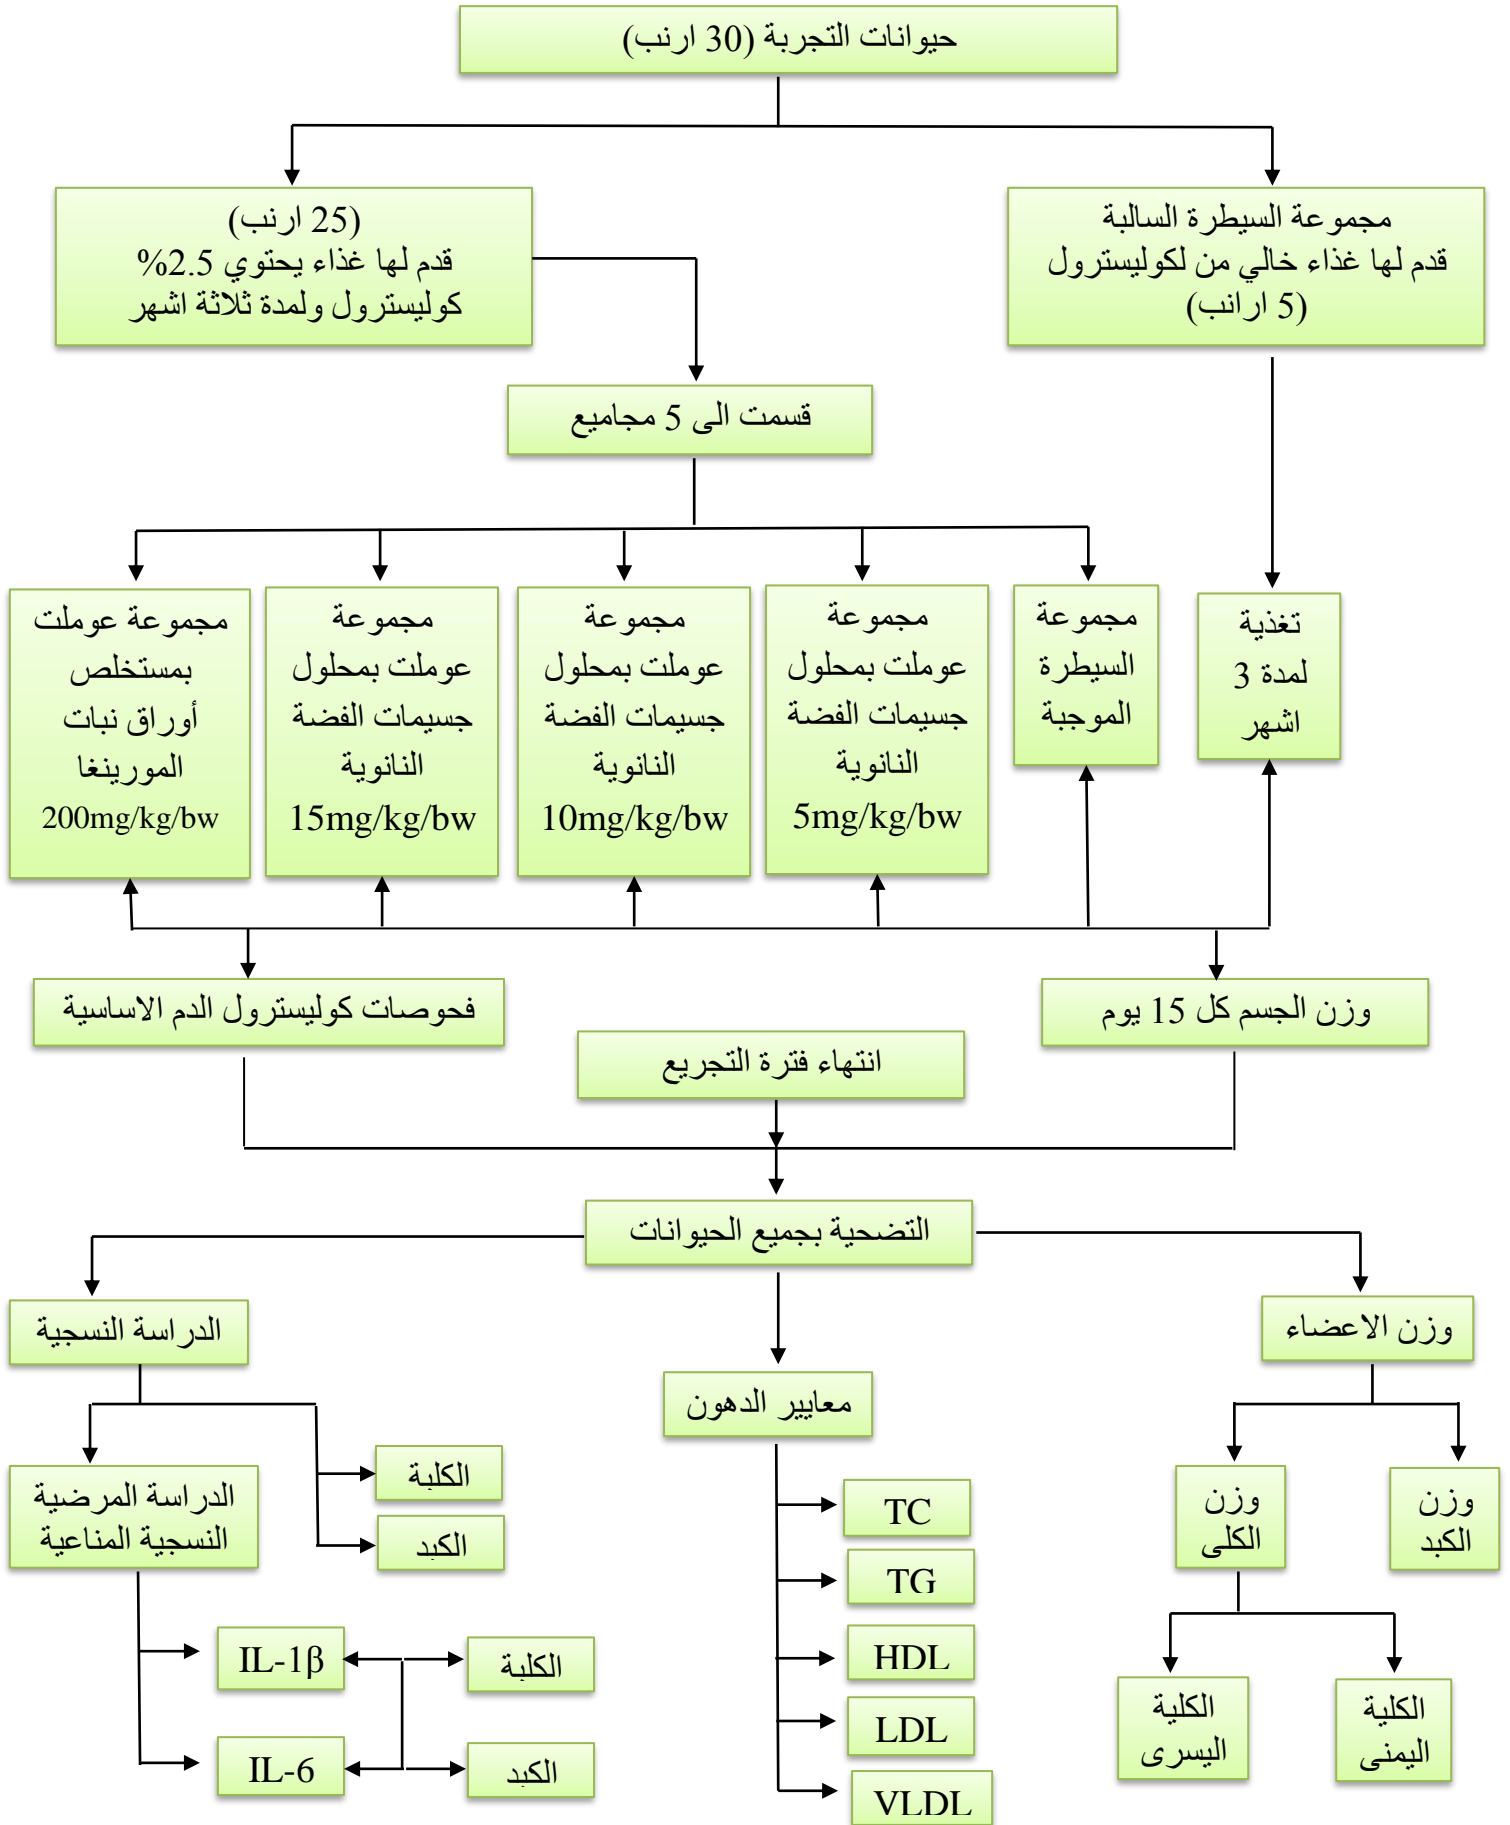 حيوانات التجربة (30 ارنب)
مجموعة السيطرة السالبة
قدم لها غذاء خالي من لكوليسترول
(5 ارانب)
(25 ارنب)
قدم لها غذاء يحتوي 2.5%
كوليسترول ولمدة ثلاثة اشهر
قسمت الى 5 مجاميع
تغذية
لمدة 3
اشهر
مجموعة
السيطرة
الموجبة
مجموعة
عوملت بمحلول
جسيمات الفضة
النانوية
5mg/kg/bw
مجموعة
عوملت بمحلول
جسيمات الفضة
النانوية
10mg/kg/bw
مجموعة
عوملت بمحلول
جسيمات الفضة
النانوية
15mg/kg/bw
مجموعة عوملت
بمستخلص
أوراق نبات
المورينغا
200mg/kg/bw
وزن الجسم كل 15 يوم
فحوصات كوليسترول الدم الاساسية
انتهاء فترة التجريع
التضحية بجميع الحيوانات
وزن الاعضاء
وزن
الكبد
وزن
الكلى
الكلية
اليمنى
الكلية
اليسرى
معايير الدهون
TC
TG
HDL
LDL
VLDL
الدراسة النسجية
الكلية
الكبد
الدراسة المرضية
النسجية المناعية
IL-1β
IL-6
الكلية
الكبد